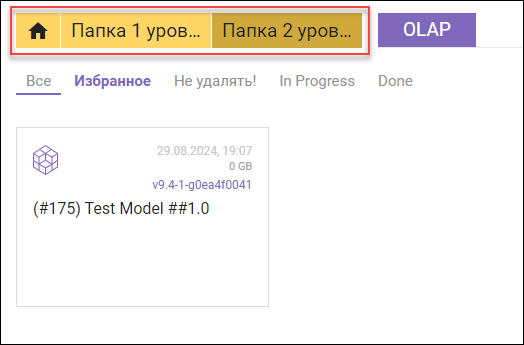 Папка 1 уров... Папка 2 уров... OLAP
Все Избранное Не удалять! In Progress Done
29.08.2024, 19:07
0 GB
v9.4-1-g0ea4f0041
(#175) Test Model ##1.0